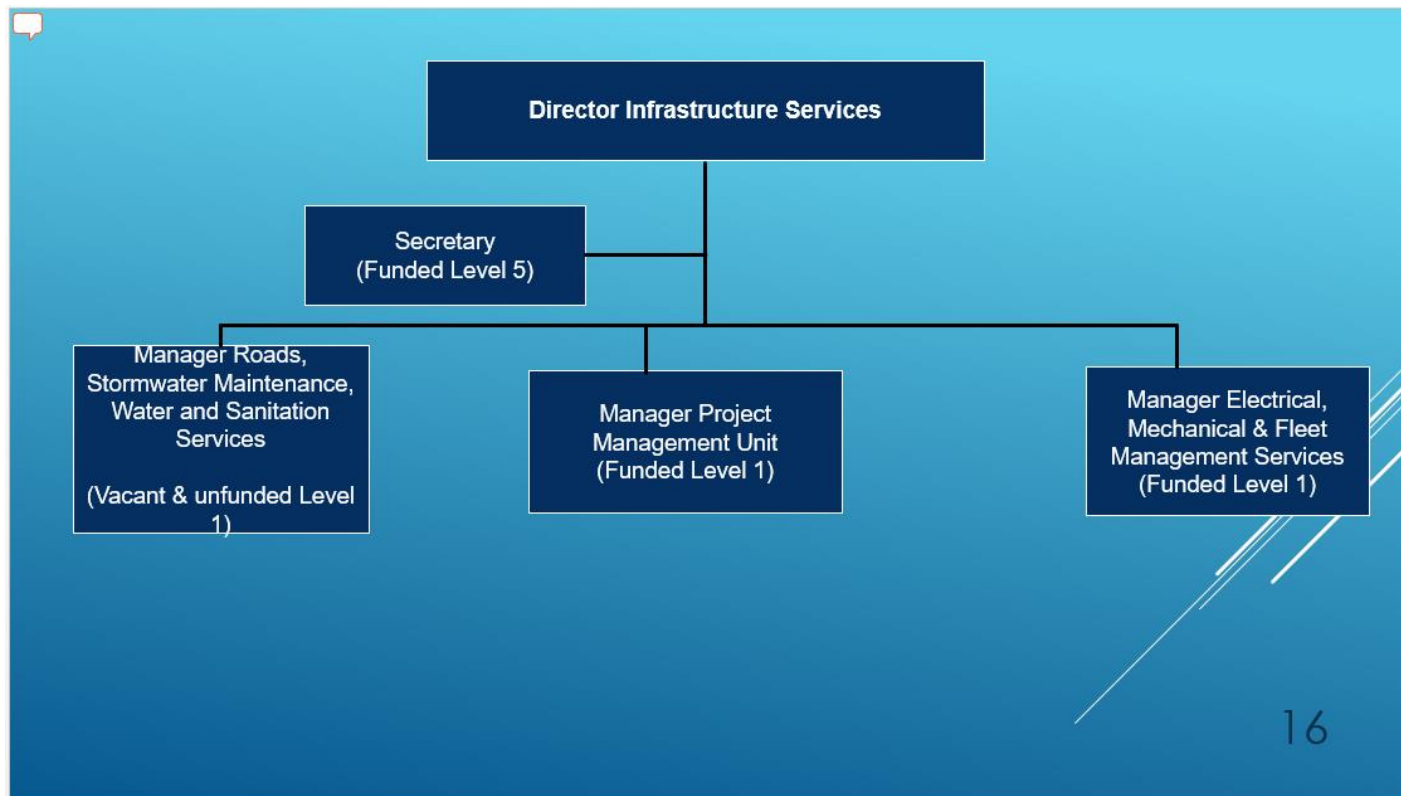 Director Infrastructure Services
Secretary
(Funded Level 5)
Manager Roads,
Stormwater Maintenance,
Water and Sanitation
Services
(Vacant & unfunded Level
1)
Manager Project
Management Unit
(Funded Level 1)
Manager Electrical,
Mechanical & Fleet
Management Services
(Funded Level 1)
16